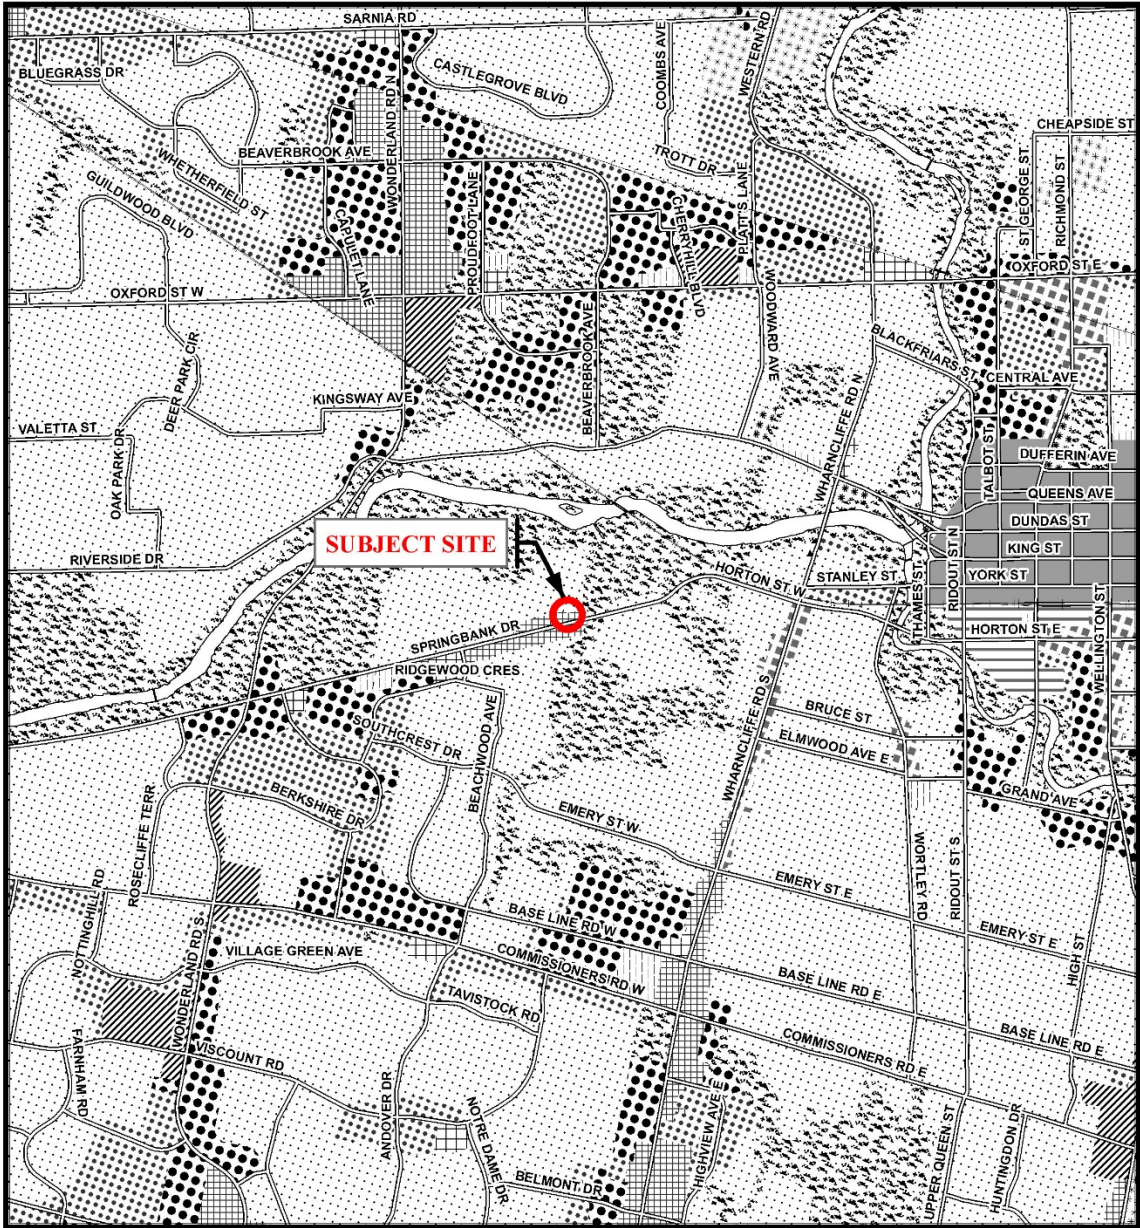 SARNIA RD
WESTERN RD
COOMBS AVE
BLUEGRASS DR
CASTLEGROVE BLVD
WONDERLAND RD N
CHEAPSIDE ST
BEAVERBROOK AVE
TROTT DR
WHETHERFIELD ST
ST GEORGE ST
RICHMOND ST
GUILDWOOD BLVD
PROUDFOOT LANE
PLATT'S LANE
CAPULET LANE
CHERRYHILL BLVD
OXFORD ST E
OXFORD ST W
WOODWARD AVE
BLACKFRIARS ST
DEER PARK CIR
BEAVERBROOK AVE
CENTRAL AVE
KINGSWAY AVE
WHARNCLIFFE RD N
VALETTA ST
OAK PARK DR
TALBOT ST
DUFFERIN AVE
QUEENS AVE
DUNDAS ST
SUBJECT SITE
RIDOUT ST N
KING ST
RIVERSIDE DR
HORTON ST W
STANLEY ST
THAMES ST
YORK ST
WELLINGTON ST
SPRINGBANK DR
HORTON ST E
RIDGEWOOD CRES
WHARNCLIFFE RD S
BRUCE ST
SOUTHCREST DR
BEACHWOOD AVE
ELMWOOD AVE E
GRAND AVE
BERKSHIRE DR
ROSECLIFFE TERR
EMERY ST W
WORTLEY RD
RIDOUT ST S
EMERY ST E
NOTTINGHILL RD
BASE LINE RD W
EMERY ST E
HIGH ST
VILLAGE GREEN AVE
WONDERLAND RD S
COMMISSIONERS RD W
BASE LINE RD E
TAVISTOCK RD
BASE LINE RD E
COMMISSIONERS RD E
VISCOUNT RD
FARNHAM RD
ANDOVER DR
NOTRE DAME DR
HIGHVIEW AVE E
UPPER QUEEN ST
HUNTINGDON DR
BELMONT DR